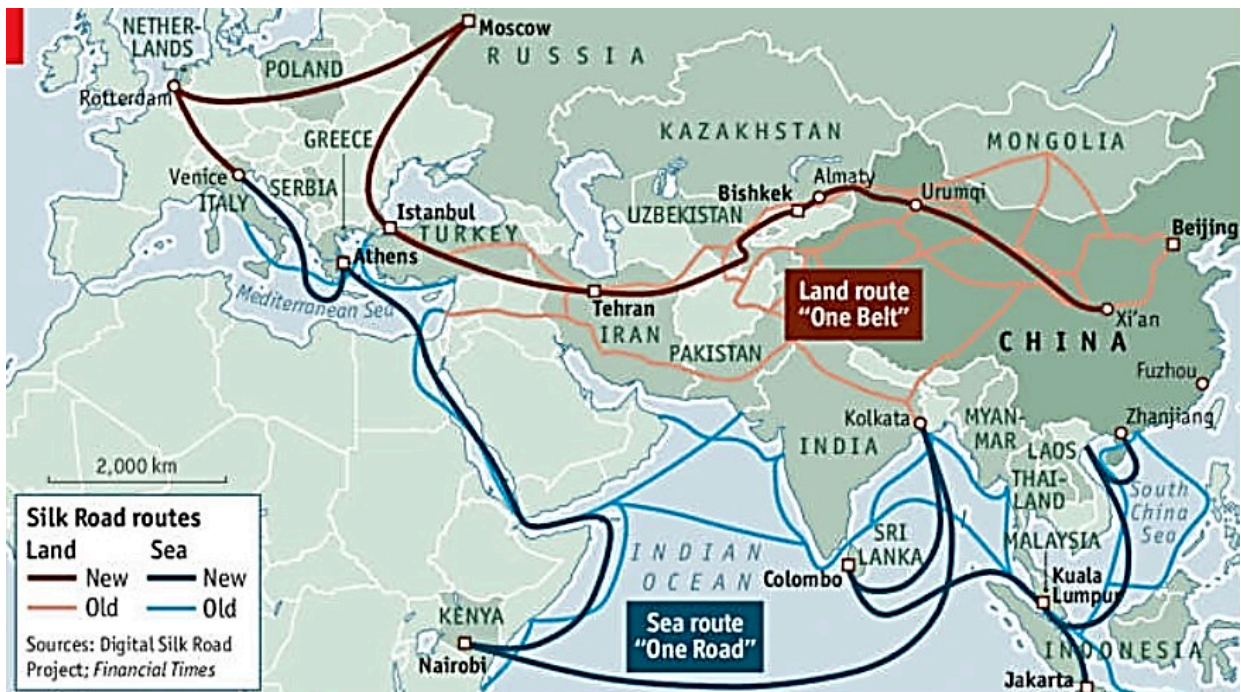 NETHER-
LANDS
Moscow
RUSSIA
POLAND
Rotterdam
GREECE
KAZAKHSTAN
MONGOLIA
Venice
SERBIA
ITALY
Almaty
Bishkek
Urumqi
Istanbul
UZBEKISTAN
TURKEY
Beijing
Athens
Mediterranean Sea
Tehran
IRAN
Land route
"One Belt"
Xi'an
CHINA
PAKISTAN
Fuzhou
Kolkata
Zhanjiang
INDIA
MYAN-
MAR
LAOS
THAI-
LAND
South
China
Sea
2,000 km
Silk Road routes
Land Sea
New New
Old Old
Sources: Digital Silk Road
Project; Financial Times
SRI
LANKA
MALAYSIA
INDIAN
OCEAN
Colombo
Kuala
Lumpur
KENYA
Nairobi
Sea route
"One Road"
INDONESIA
Jakarta